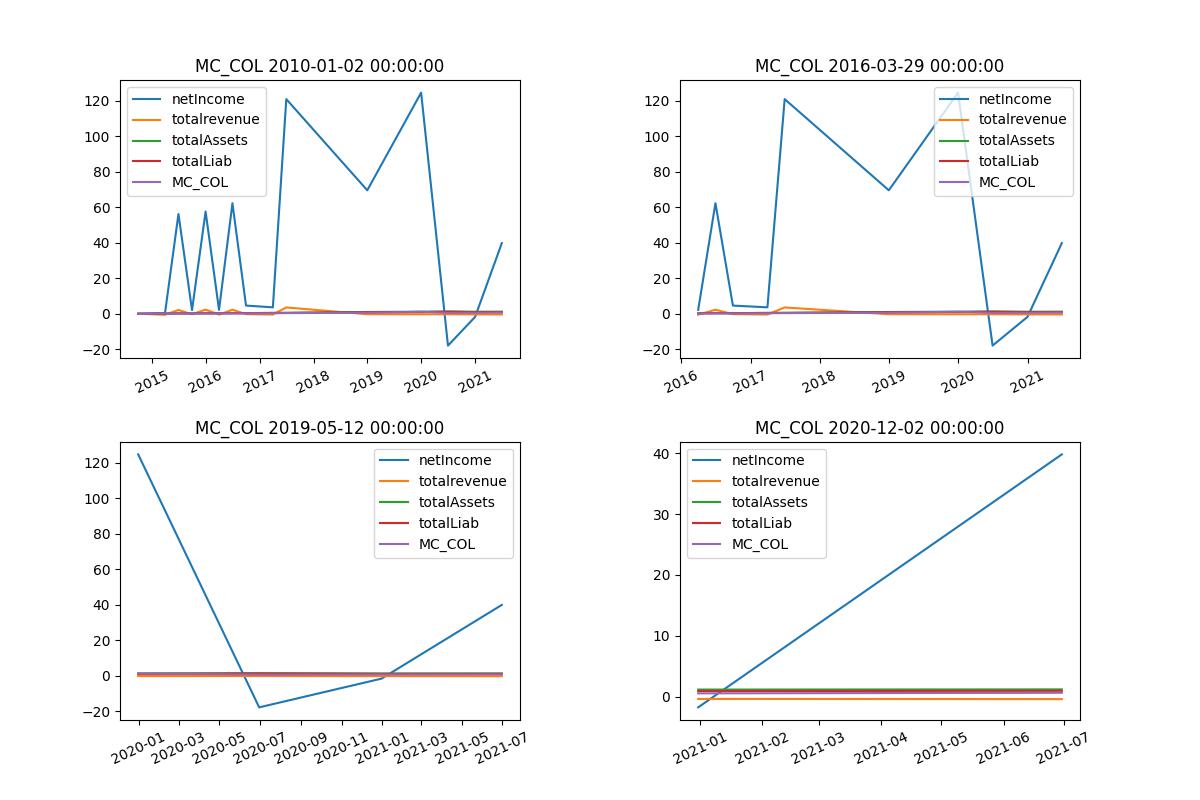 MC_COL 2010-01-02 00:00:00
120
100
80
60
40
20
0
−20
netIncome
totalrevenue
totalAssets
totalLiab
MC_COL
2015 2016 2017 2018 2019 2020 2021
MC_COL 2016-03-29 00:00:00
120
100
80
60
40
20
0
−20
netIncome
totalrevenue
totalAssets
totalLiab
MC_COL
2016 2017 2018 2019 2020 2021
MC_COL 2019-05-12 00:00:00
120
100
80
60
40
20
0
−20
netIncome
totalrevenue
totalAssets
totalLiab
MC_COL
2020-01 2020-03 2020-05 2020-07 2020-09 2020-11 2021-01 2021-03 2021-05 2021-07
MC_COL 2020-12-02 00:00:00
40
30
20
10
0
netIncome
totalrevenue
totalAssets
totalLiab
MC_COL
2021-01 2021-02 2021-03 2021-04 2021-05 2021-06 2021-07